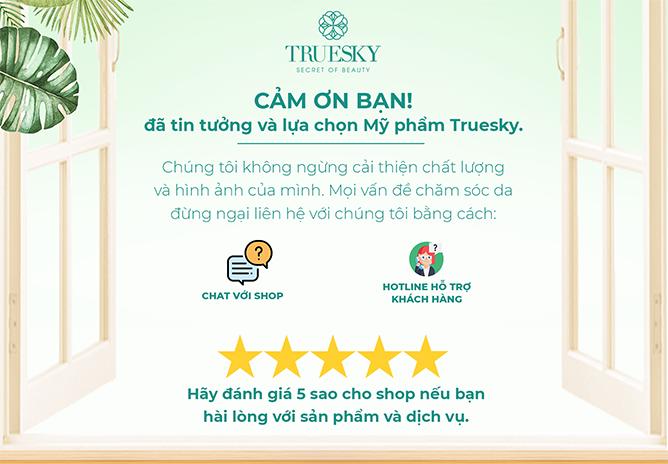 TRUESKY
SECRET OF BEAUTY
CẢM ƠN BẠN!
đã tin tưởng và lựa chọn Mỹ phẩm Truesky.
Chúng tôi không ngừng cải thiện chất lượng
và hình ảnh của mình. Mọi vấn đề chăm sóc da
đừng ngại liên hệ với chúng tôi bằng cách:
CHAT VỚI SHOP
HOTLINE HỖ TRỢ
KHÁCH HÀNG
Hãy đánh giá 5 sao cho shop nếu bạn
hài lòng với sản phẩm và dịch vụ.